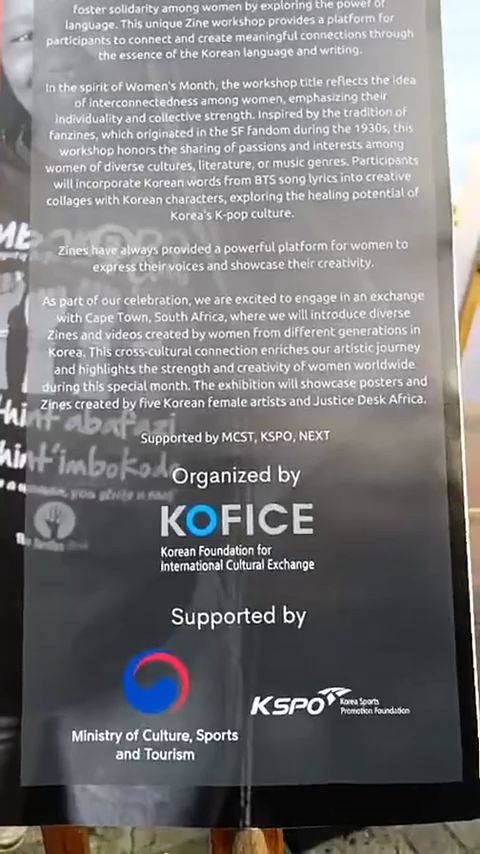 foster solidarity among women by exploring the power of
language. This unique Zine workshop provides a platform for
participants to connect and create meaningful connections through
the essence of the Korean language and writing.
In the spirit of Women's Month, the workshop title reflects the idea
of interconnectedness among women, emphasizing their
individuality and collective strength. Inspired by the tradition of
fanzines, which originated in the SF fandom during the 1930s, this
workshop honors the sharing of passions and interests among
women of diverse cultures, literature, or music genres. Participants
will incorporate Korean words from BTS song lyrics into creative
collages with Korean characters, exploring the healing potential of
Korea's K-pop culture.
Zines have always provided a powerful platform for women to
express their voices and showcase their creativity.
As part of our celebration, we are excited to engage in an exchange
with Cape Town, South Africa, where we will introduce diverse
Zines and videos created by women from different generations in
Korea. This cross-cultural connection enriches our artistic journey
and highlights the strength and creativity of women worldwide
during this special month. The exhibition will showcase posters and
Zines created by five Korean female artists and Justice Desk Africa.
hint' abafazi
hint'imbokod
Supported by MCST, KSPO, NEXT
Organized by
KOFICE
Korean Foundation for
International Cultural Exchange
Supported by
Ministry of Culture, Sports
and Tourism
KSPO Korea Sports
Promotion Foundation